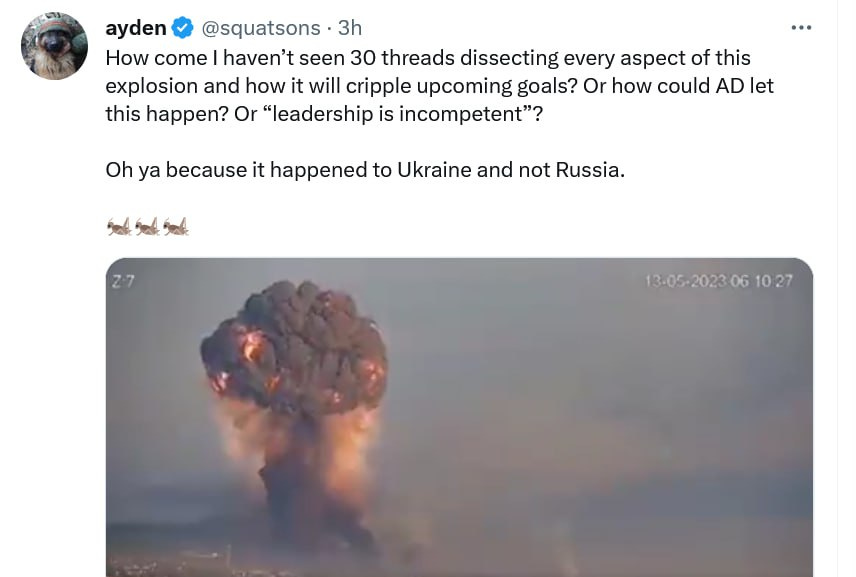 ayden @squatsons · 3h
How come I haven’t seen 30 threads dissecting every aspect of this
explosion and how it will cripple upcoming goals? Or how could AD let
this happen? Or “leadership is incompetent”?
Oh ya because it happened to Ukraine and not Russia.
🦗🦗🦗
Z-7 13-05-2023 06 10 27